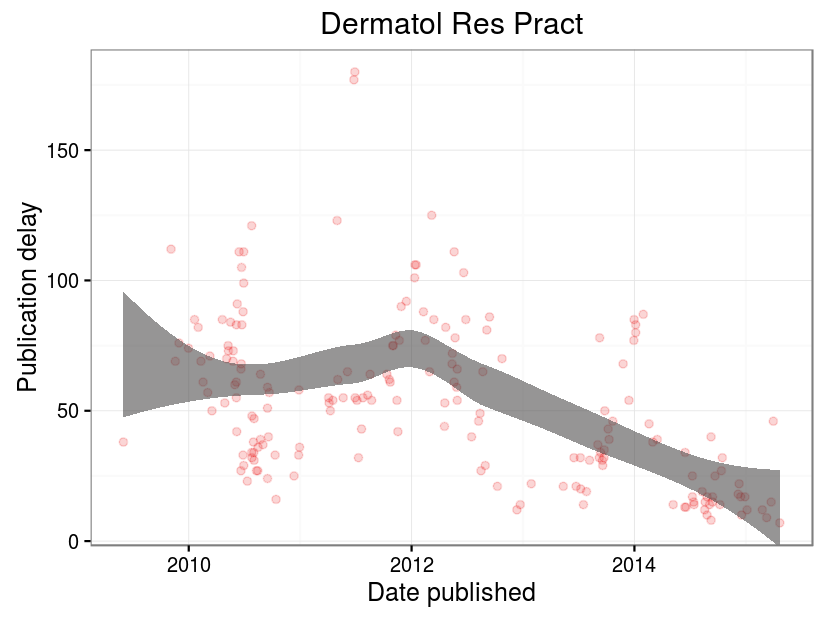 Dermatol Res Pract
Publication delay
150
100
50
0
2010 2012 2014
Date published